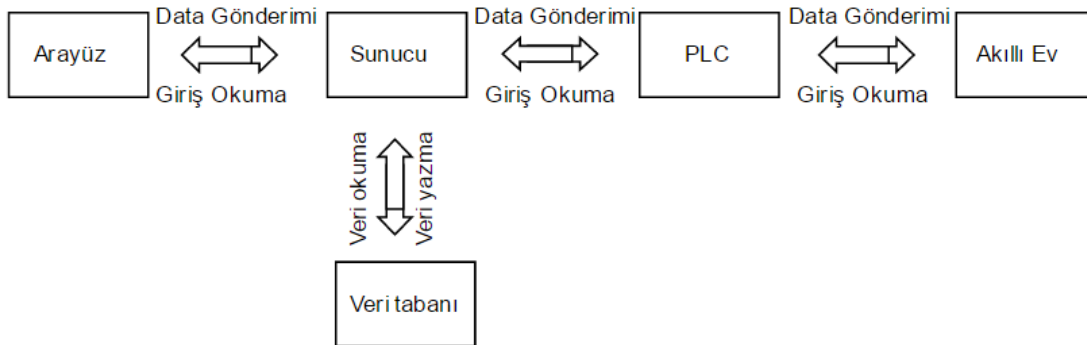 Data Gönderimi
Data Gönderimi
Data Gönderimi
Arayüz
Sunucu
PLC
Akıllı Ev
Giriş Okuma
Giriş Okuma
Giriş Okuma
Veri okuma
Veri yazma
Veri tabanı